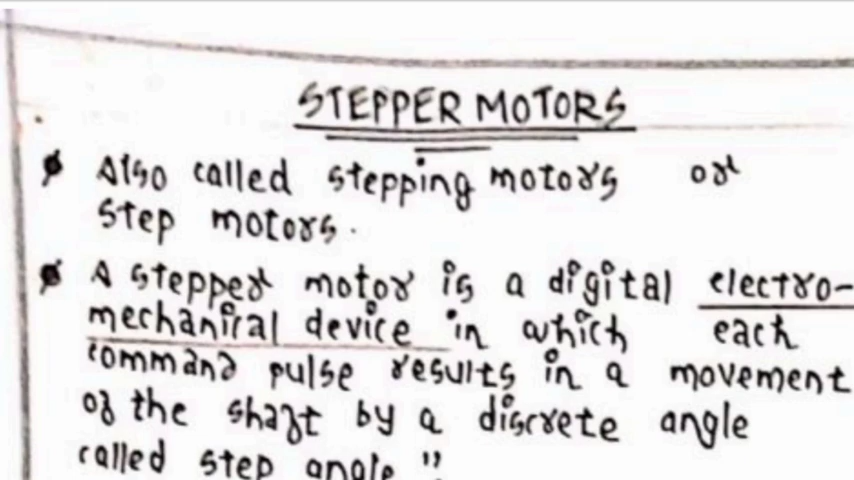 STEPPER MOTORS
Also called stepping motors or
step motors.
A stepper motor is a digital electro-
mechanical device in which each
command pulse results in a movement
of the shaft by a discrete angle
called step angle"